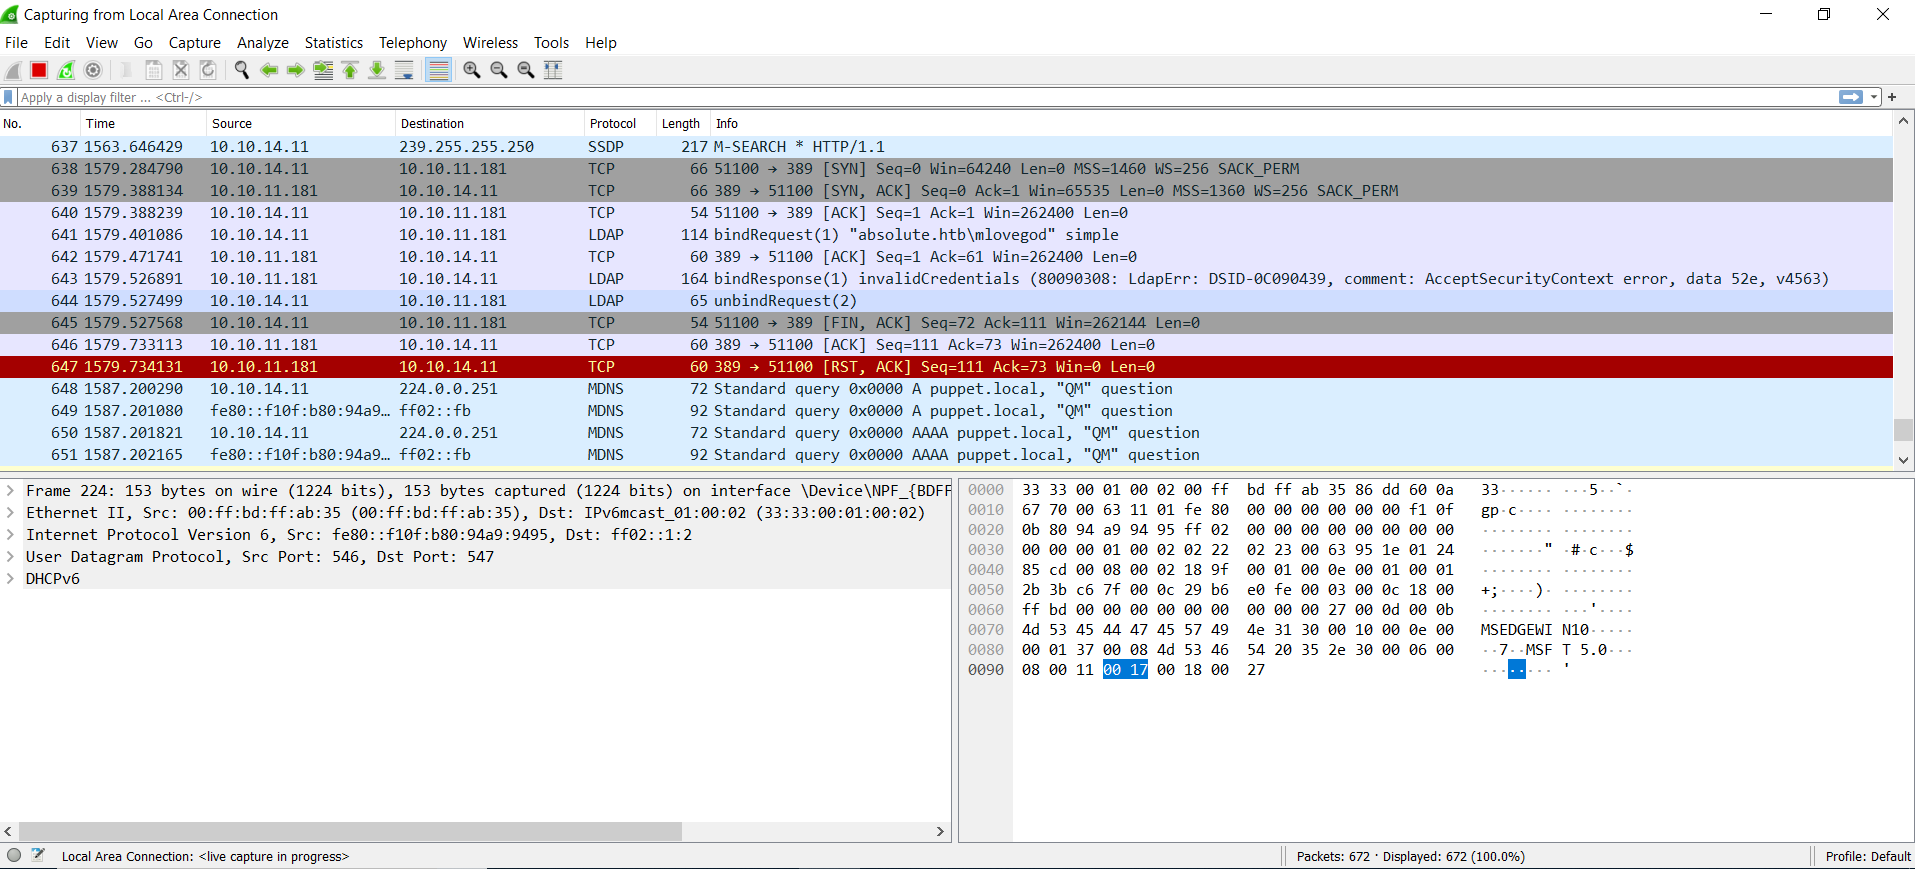 Capturing from Local Area Connection
File Edit View Go Capture Analyze Statistics Telephony Wireless Tools Help
Apply a display filter ... <Ctrl-/>
No. Time Source Destination Protocol Length Info
637 1563.646429 10.10.14.11 239.255.255.250 SSDP 217 M-SEARCH * HTTP/1.1
638 1579.284790 10.10.14.11 10.10.11.181 TCP 66 51100 → 389 [SYN] Seq=0 Win=64240 Len=0 MSS=1460 WS=256 SACK_PERM
639 1579.388134 10.10.11.181 10.10.14.11 TCP 66 389 → 51100 [SYN, ACK] Seq=0 Ack=1 Win=65535 Len=0 MSS=1360 WS=256 SACK_PERM
640 1579.388239 10.10.14.11 10.10.11.181 TCP 54 51100 → 389 [ACK] Seq=1 Ack=1 Win=262400 Len=0
641 1579.401086 10.10.14.11 10.10.11.181 LDAP 114 bindRequest(1) "absolute.htb\mlovegod" simple
642 1579.471741 10.10.11.181 10.10.14.11 TCP 60 389 → 51100 [ACK] Seq=1 Ack=61 Win=262400 Len=0
643 1579.526891 10.10.11.181 10.10.14.11 LDAP 164 bindResponse(1) invalidCredentials (80090308: LdapErr: DSID-0C090439, comment: AcceptSecurityContext error, data 52e, v4563)
644 1579.527499 10.10.14.11 10.10.11.181 LDAP 65 unbindRequest(2)
645 1579.527568 10.10.14.11 10.10.11.181 TCP 54 51100 → 389 [FIN, ACK] Seq=72 Ack=111 Win=262144 Len=0
646 1579.733113 10.10.11.181 10.10.14.11 TCP 60 389 → 51100 [ACK] Seq=111 Ack=73 Win=262400 Len=0
647 1579.734131 10.10.11.181 10.10.14.11 TCP 60 389 → 51100 [RST, ACK] Seq=111 Ack=73 Win=0 Len=0
648 1587.200290 10.10.14.11 224.0.0.251 MDNS 72 Standard query 0x0000 A puppet.local, "QM" question
649 1587.201080 fe80::f10f:b80:94a9… ff02::fb MDNS 92 Standard query 0x0000 A puppet.local, "QM" question
650 1587.201821 10.10.14.11 224.0.0.251 MDNS 72 Standard query 0x0000 AAAA puppet.local, "QM" question
651 1587.202165 fe80::f10f:b80:94a9… ff02::fb MDNS 92 Standard query 0x0000 AAAA puppet.local, "QM" question
Frame 224: 153 bytes on wire (1224 bits), 153 bytes captured (1224 bits) on interface \Device\NPF_{BDFF
Ethernet II, Src: 00:ff:bd:ff:ab:35 (00:ff:bd:ff:ab:35), Dst: IPv6mcast_01:00:02 (33:33:00:01:00:02)
Internet Protocol Version 6, Src: fe80::f10f:b80:94a9:9495, Dst: ff02::1:2
User Datagram Protocol, Src Port: 546, Dst Port: 547
DHCPv6
0000 33 33 00 01 00 02 00 ff bd ff ab 35 86 dd 60 0a 33······ ···5··`·
0010 67 70 00 63 11 01 fe 80 00 00 00 00 00 00 f1 0f gp·c···· ········
0020 0b 80 94 a9 94 95 ff 02 00 00 00 00 00 00 00 00 ········ ········
0030 00 00 00 01 00 02 02 22 02 23 00 63 95 1e 01 24 ·······" ·#·c···$
0040 85 cd 00 08 00 02 18 9f 00 01 00 0e 00 01 00 01 ········ ········
0050 2b 3b c6 7f 00 0c 29 b6 e0 fe 00 03 00 0c 18 00 +;····)· ········
0060 ff bd 00 00 00 00 00 00 00 00 00 27 00 0d 00 0b ········ ···'····
0070 4d 53 45 44 47 45 57 49 4e 31 30 00 10 00 0e 00 MSEDGEWI N10·····
0080 00 01 37 00 08 4d 53 46 54 20 35 2e 30 00 06 00 ··7··MSF T 5.0···
0090 08 00 11 00 17 00 18 00 27 ········ '
Local Area Connection: <live capture in progress>
Packets: 672 · Displayed: 672 (100.0%)
Profile: Default